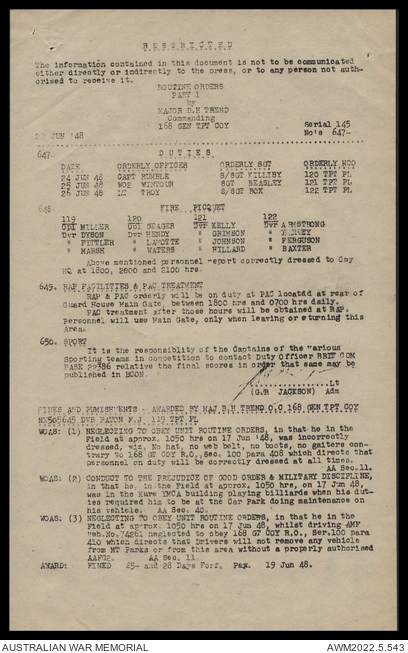 RESTRICTED
The information contained in this document is not to be communicated
either directly or indirectly to the press, or to any person not auth-
orised to receive it.
ROUTINE ORDERS
PART 1
by
MAJOR B.H TREND
Commanding
168 GEN TPT COY
Serial 145
22 JUN '48 No's 647-
647. DUTIES
DATE ORDERLY OFFICER ORDERLY SGT ORDERLY NCO
24 JUN 48 CAPT RUMBLE S/SGT KILLIBY 120 TPT PL
25 JUN 48 WO2 WINTOUR SGT BEASLEY 121 TPT PL
26 JUN 48 LT TROY S/SGT BOX 122 TPT PL
648 FIRE PICQUET
119 120 121 122
Cpl MILLER Cpl SEAGER Dvr KELLY Dvr ARMSTRONG
Dvr DYSON Dvr HENDY " GRIMSON " HARVEY
" FITTLER " LAVOTTE " JOHNSON " FERGUSON
" MARSH " WATERS " HILLARD " BAXTER
Above mentioned personnel report correctly dressed to Coy
HQ at 1800, 2000 and 2100 hrs.
649. RAP FACILITIES & PAC TREATMENT
RAP & PAC orderly will be on duty at PAC locatdd at rear of
Guard House Main Gate, between 1800 hrs and 0700 hrs daily.
PAC treatment after those hours will be obtained at RAP.
Personnel will use Main Gate, only when leaving or returning this
Area.
650. SPORT
It is the responsiblity of the Captains of the various
Sporting teams in competition to contact Duty Officer BRIT COM
BASE 22386 relative the final scores in order that same may be
published in BCON.
..............Lt
(G.R JACKSON) Adm
FINES AND PUNISHMENTS - AWARDED BY MAJ B.H TREND O.C 168 GEN TPT COY
DVR PATON F.J. 119 TPT PL
WOAS: (1) NEGLECTING TO OBEY UNIT ROUTINE ORDERS, in that he in the
Field at approx. 1050 hrs on 17 Jun '48, was incorrectly
dressed, viz, No hat, no web belt, no boots, no gaiters con-
trary to 168 GT COY R.O., Sec. 100 para 408 which directs that
personnel on duty will be correctly dressed at all times.
AA Sec.11.
WOAS: (2) CONDUCT TO THE PREJUDICE OF GOOD ORDER & MILITARY DISCIPLINE,
in that he, in the Field at approx. 1050 hrs, on 17 Jun 48,
was in the Kure YMCA building playing billiards when his dut-
ies required him to be at the Car Park doing maintenance on
his vehicle. AA Sec. 40.
WOAS: (3) NEGLECTING TO OBEY UNIT ROUTINE ORDERS, in that he in the
Field at approx 1050 hrs on 17 Jun 48, whilst driving AMF
Veh.No.74261 neglected to obey 168 GT COY R.O., Ser.100 para
410 which directs that Drivers will not remove any vehicle
from MT Parks or from this area without a properly authorised
AAFG2. AA Sec. 11.
AWARD: FINED £5- and 28 Days Forf. Pay. 19 Jun 48.
AUSTRALIAN WAR MEMORIAL AWM2022.5.543